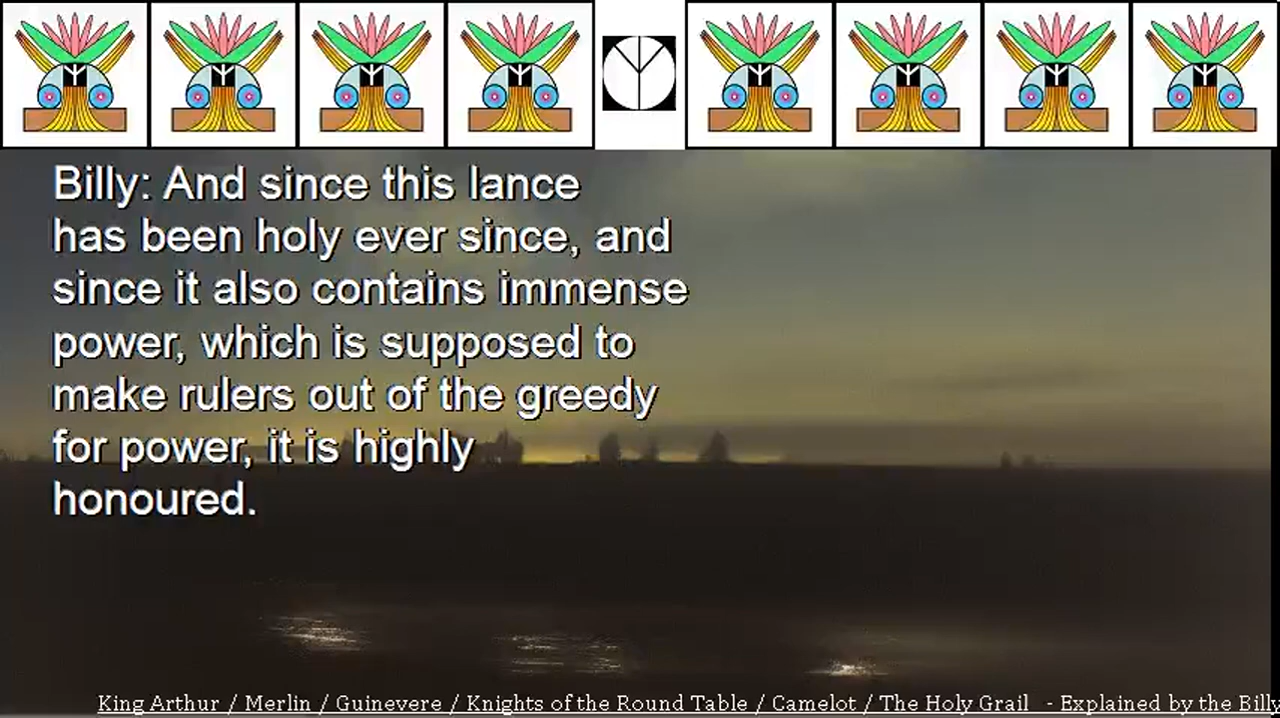 Billy: And since this lance
has been holy ever since, and
since it also contains immense
power, which is supposed to
make rulers out of the greedy
for power, it is highly
honoured.
King Arthur / Merlin / Guinevere / Knights of the Round Table / Camelot / The Holy Grail - Explained by the Billy